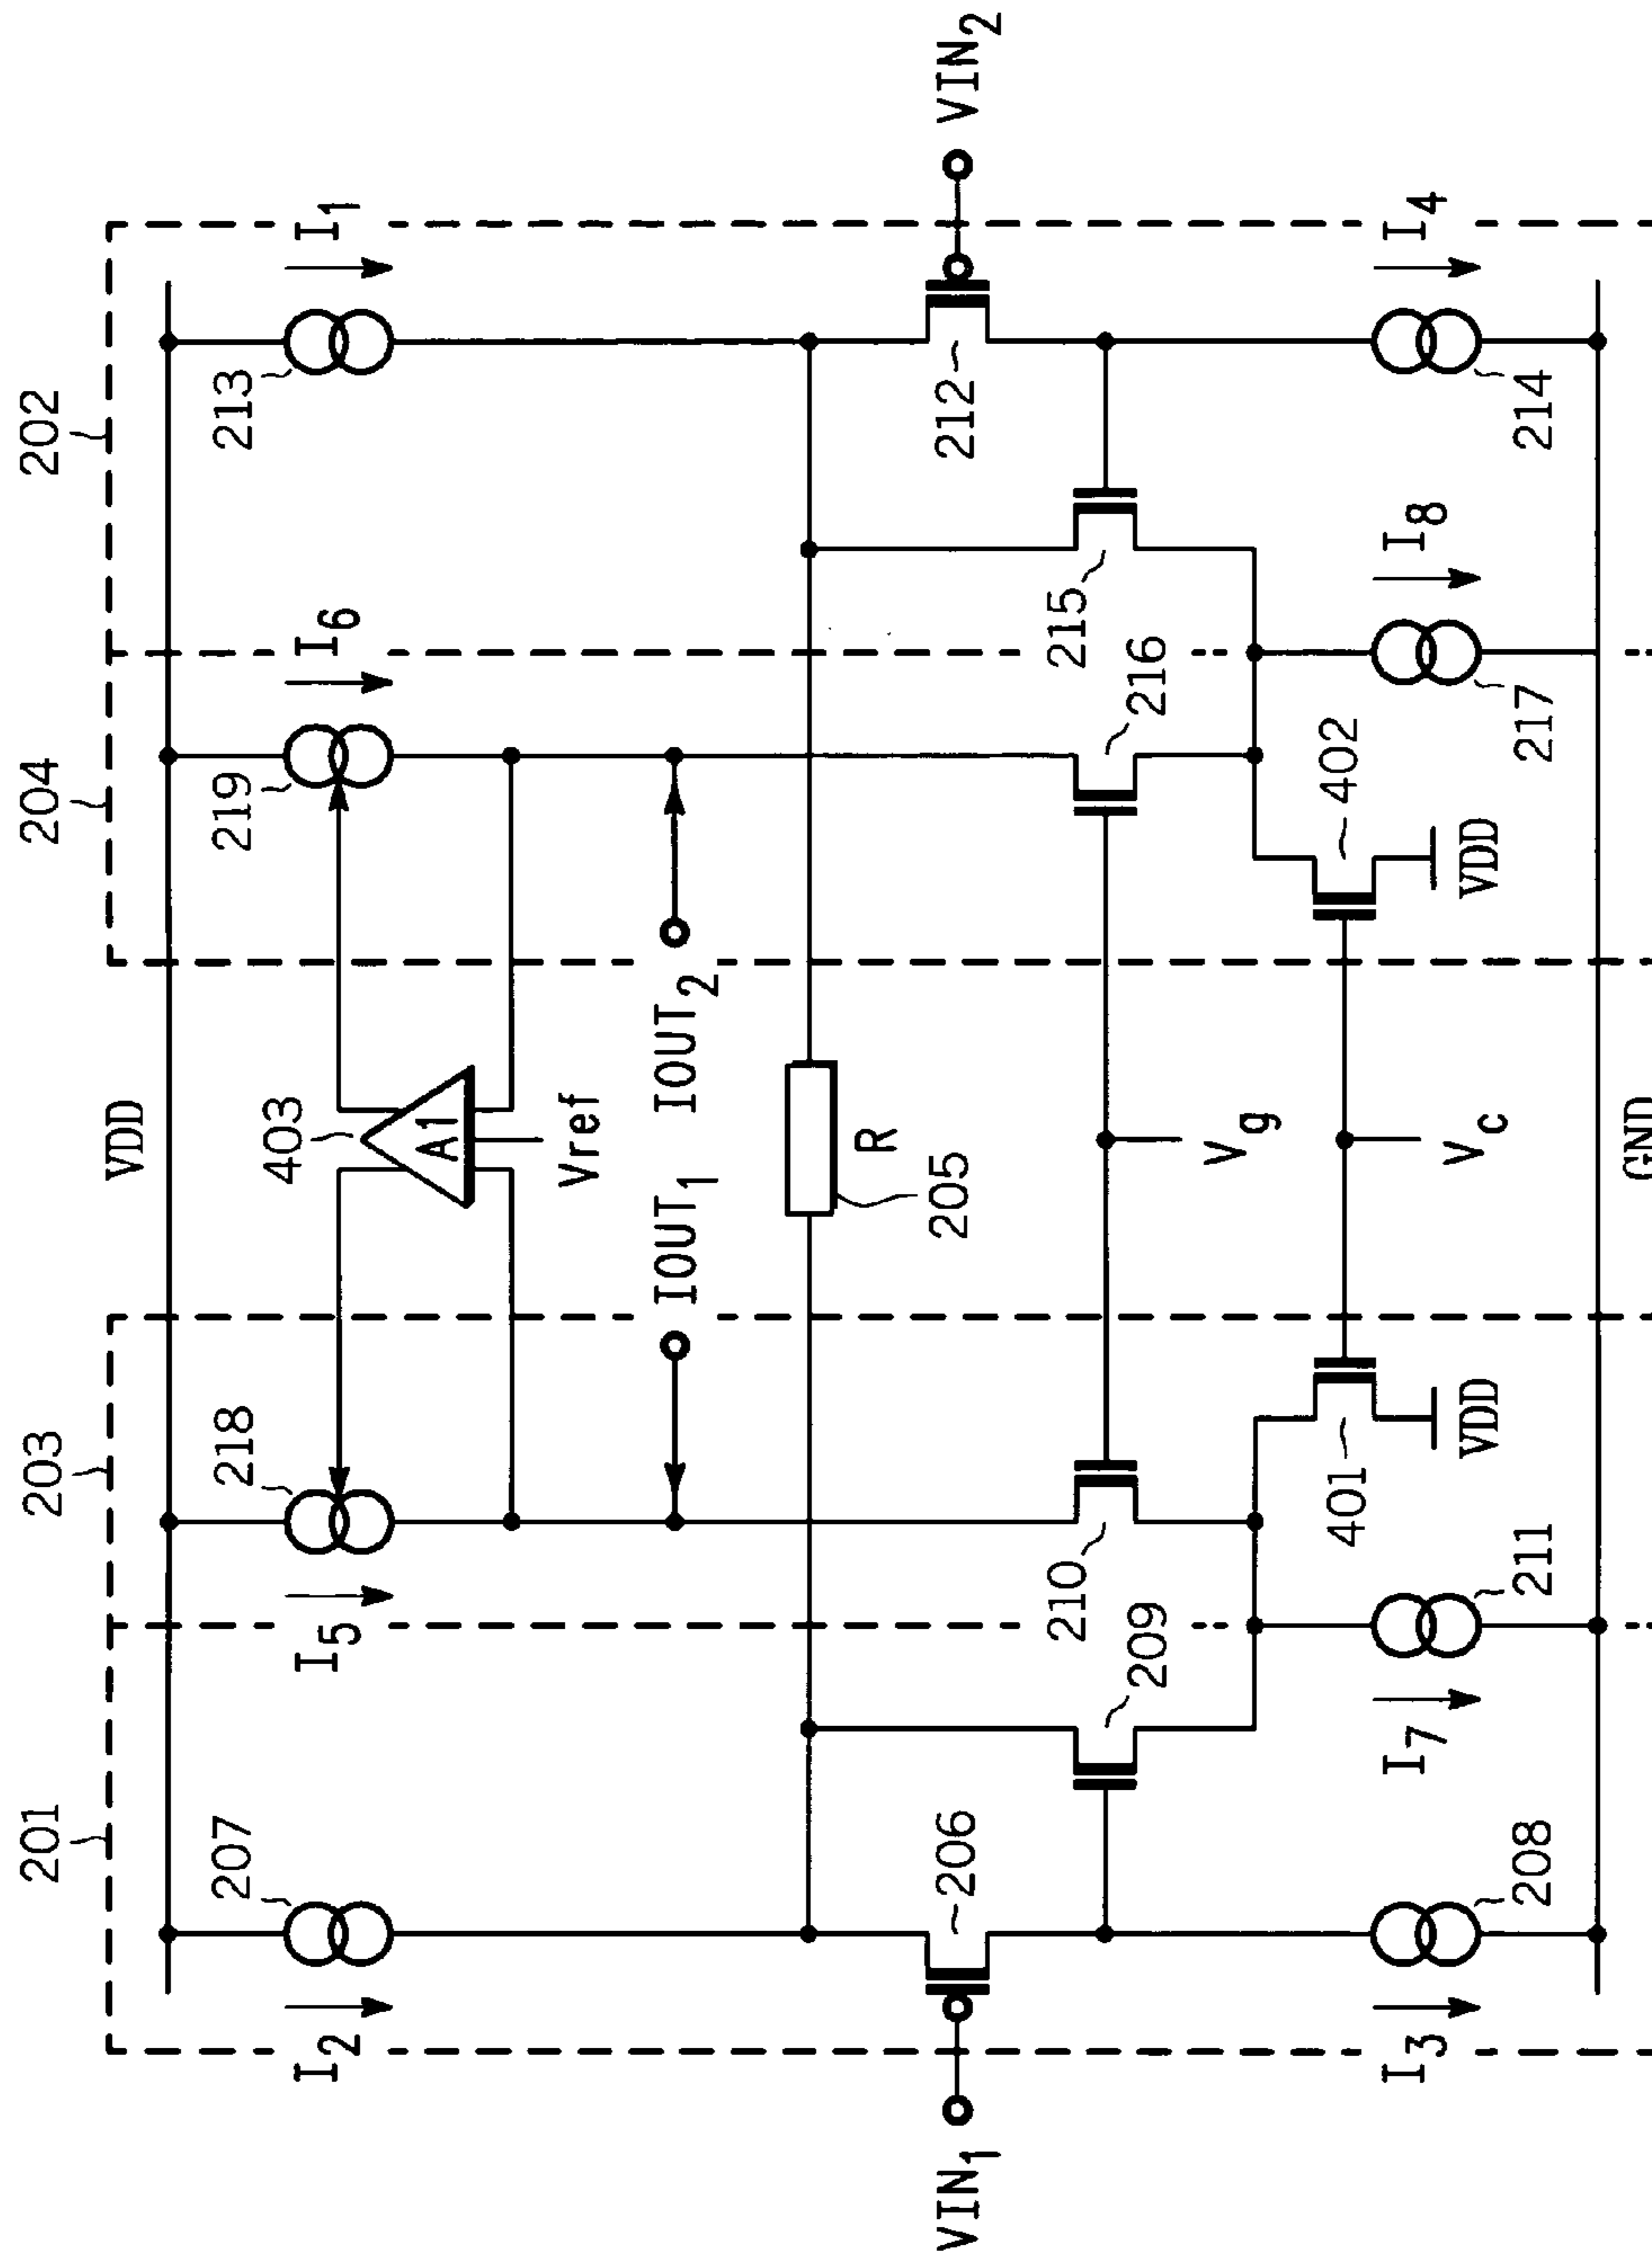 201
203
204
202
VDD
I2
207
I5
218
403
A1
Vref
219
I6
213
I1
IOUT1
IOUT2
205
R
VIN1
206
212
VIN2
209
210
Vg
216
215
401
VDD
Vc
402
VDD
I3
208
I7
211
217
I8
214
I4
GND